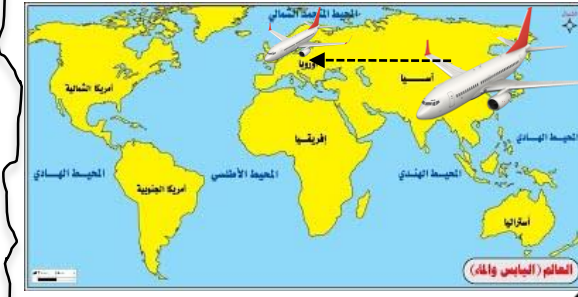 المحيط المتجمد الشمالي
أوروبا
آسيا
أمريكا الشمالية
إفريقيا
المحيط الهادي
المحيط الهادي
المحيط الأطلسي
المحيط الهندي
أمريكا الجنوبية
أستراليا
العالم (اليابس والماء)